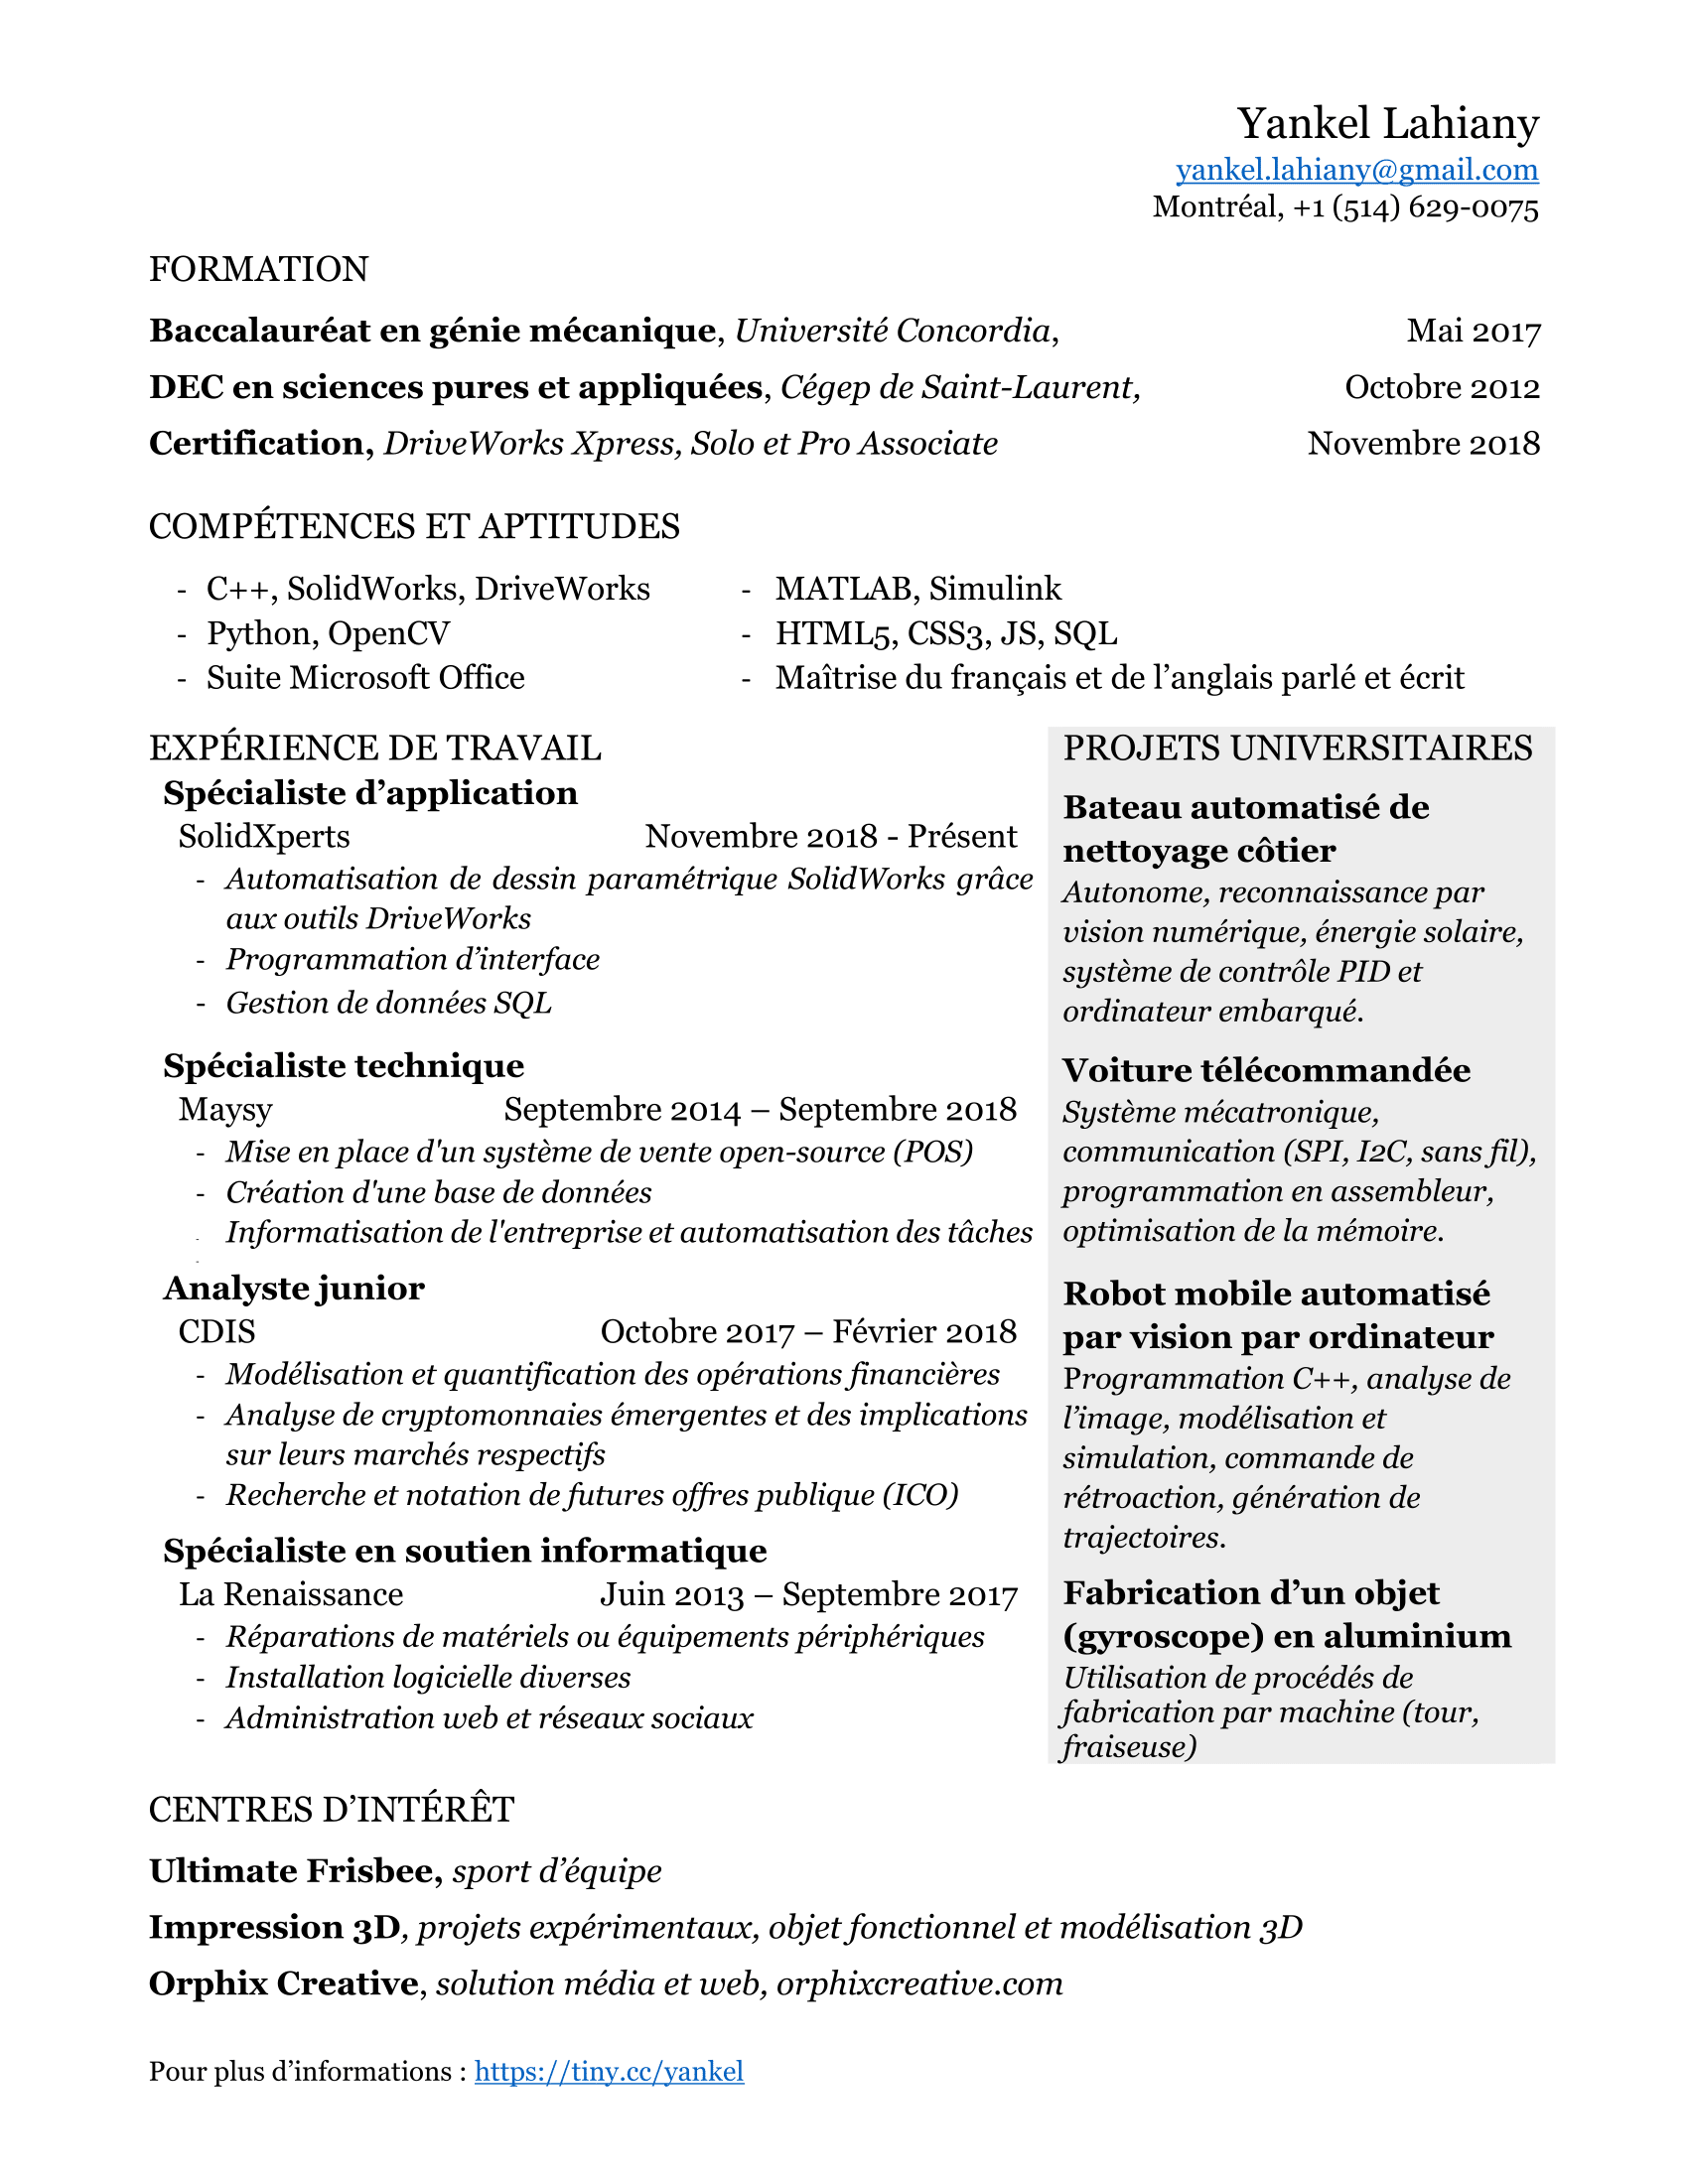 Yankel Lahiany
yankel.lahiany@gmail.com
Montréal, +1 (514) 629-0075
FORMATION
Baccalauréat en génie mécanique, Université Concordia, Mai 2017
DEC en sciences pures et appliquées, Cégep de Saint-Laurent, Octobre 2012
Certification, DriveWorks Xpress, Solo et Pro Associate Novembre 2018
COMPÉTENCES ET APTITUDES
- C++, SolidWorks, DriveWorks
- Python, OpenCV
- Suite Microsoft Office
- MATLAB, Simulink
- HTML5, CSS3, JS, SQL
- Maîtrise du français et de l’anglais parlé et écrit
EXPÉRIENCE DE TRAVAIL
Spécialiste d’application
SolidXperts Novembre 2018 - Présent
- Automatisation de dessin paramétrique SolidWorks grâce
aux outils DriveWorks
- Programmation d’interface
- Gestion de données SQL
Spécialiste technique
Maysy Septembre 2014 – Septembre 2018
- Mise en place d'un système de vente open-source (POS)
- Création d'une base de données
- Informatisation de l'entreprise et automatisation des tâches
-
Analyste junior
CDIS Octobre 2017 – Février 2018
- Modélisation et quantification des opérations financières
- Analyse de cryptomonnaies émergentes et des implications
sur leurs marchés respectifs
- Recherche et notation de futures offres publique (ICO)
Spécialiste en soutien informatique
La Renaissance Juin 2013 – Septembre 2017
- Réparations de matériels ou équipements périphériques
- Installation logicielle diverses
- Administration web et réseaux sociaux
PROJETS UNIVERSITAIRES
Bateau automatisé de
nettoyage côtier
Autonome, reconnaissance par
vision numérique, énergie solaire,
système de contrôle PID et
ordinateur embarqué.
Voiture télécommandée
Système mécatronique,
communication (SPI, I2C, sans fil),
programmation en assembleur,
optimisation de la mémoire.
Robot mobile automatisé
par vision par ordinateur
Programmation C++, analyse de
l’image, modélisation et
simulation, commande de
rétroaction, génération de
trajectoires.
Fabrication d’un objet
(gyroscope) en aluminium
Utilisation de procédés de
fabrication par machine (tour,
fraiseuse)
CENTRES D’INTÉRÊT
Ultimate Frisbee, sport d’équipe
Impression 3D, projets expérimentaux, objet fonctionnel et modélisation 3D
Orphix Creative, solution média et web, orphixcreative.com
Pour plus d’informations : https://tiny.cc/yankel